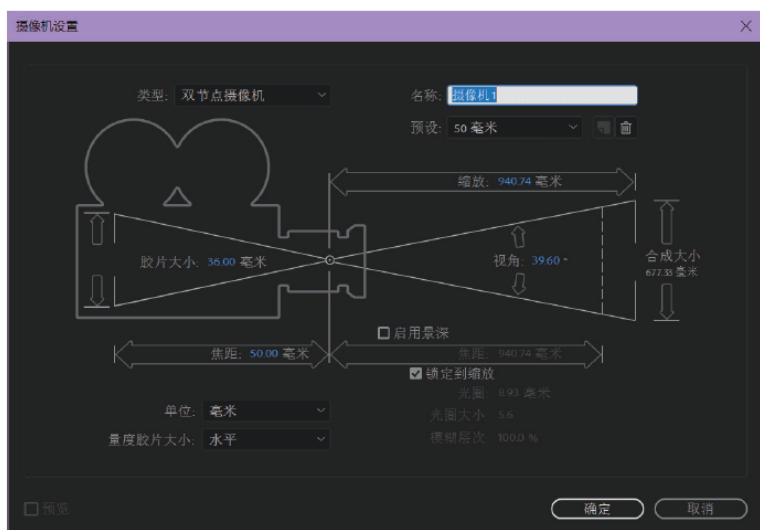 摄像机设置
类型: 双节点摄像机
名称: 摄像机1
预设: 50 毫米
缩放: 940.74 毫米
胶片大小: 36.00 毫米
视角: 39.60 °
合成大小
677.33 毫米
启用景深
焦距: 50.00 毫米
焦距: 940.74 毫米
锁定到缩放
光圈: 8.93 毫米
单位: 毫米
光圈大小 5.6
量度胶片大小: 水平
模糊层次: 100.0 %
预览
确定
取消